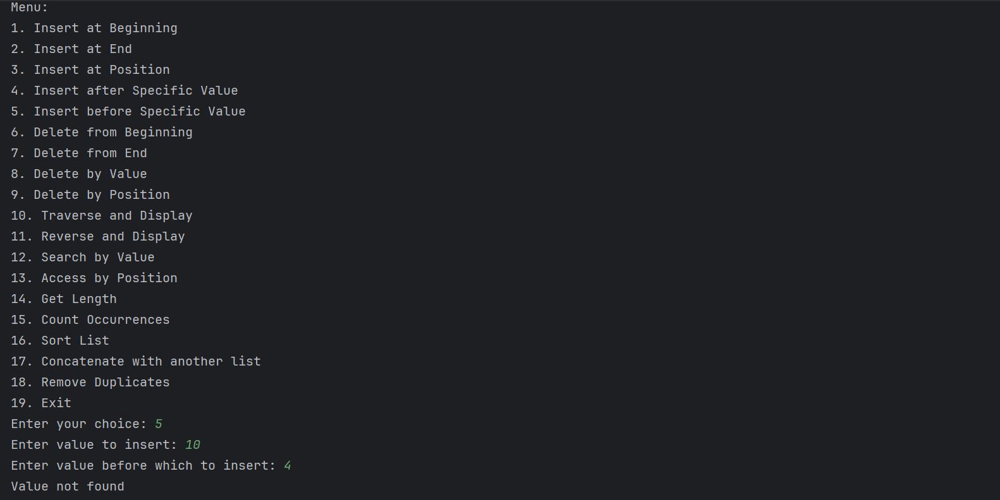 Menu:
1. Insert at Beginning
2. Insert at End
3. Insert at Position
4. Insert after Specific Value
5. Insert before Specific Value
6. Delete from Beginning
7. Delete from End
8. Delete by Value
9. Delete by Position
10. Traverse and Display
11. Reverse and Display
12. Search by Value
13. Access by Position
14. Get Length
15. Count Occurrences
16. Sort List
17. Concatenate with another list
18. Remove Duplicates
19. Exit
Enter your choice: 5
Enter value to insert: 10
Enter value before which to insert: 4
Value not found